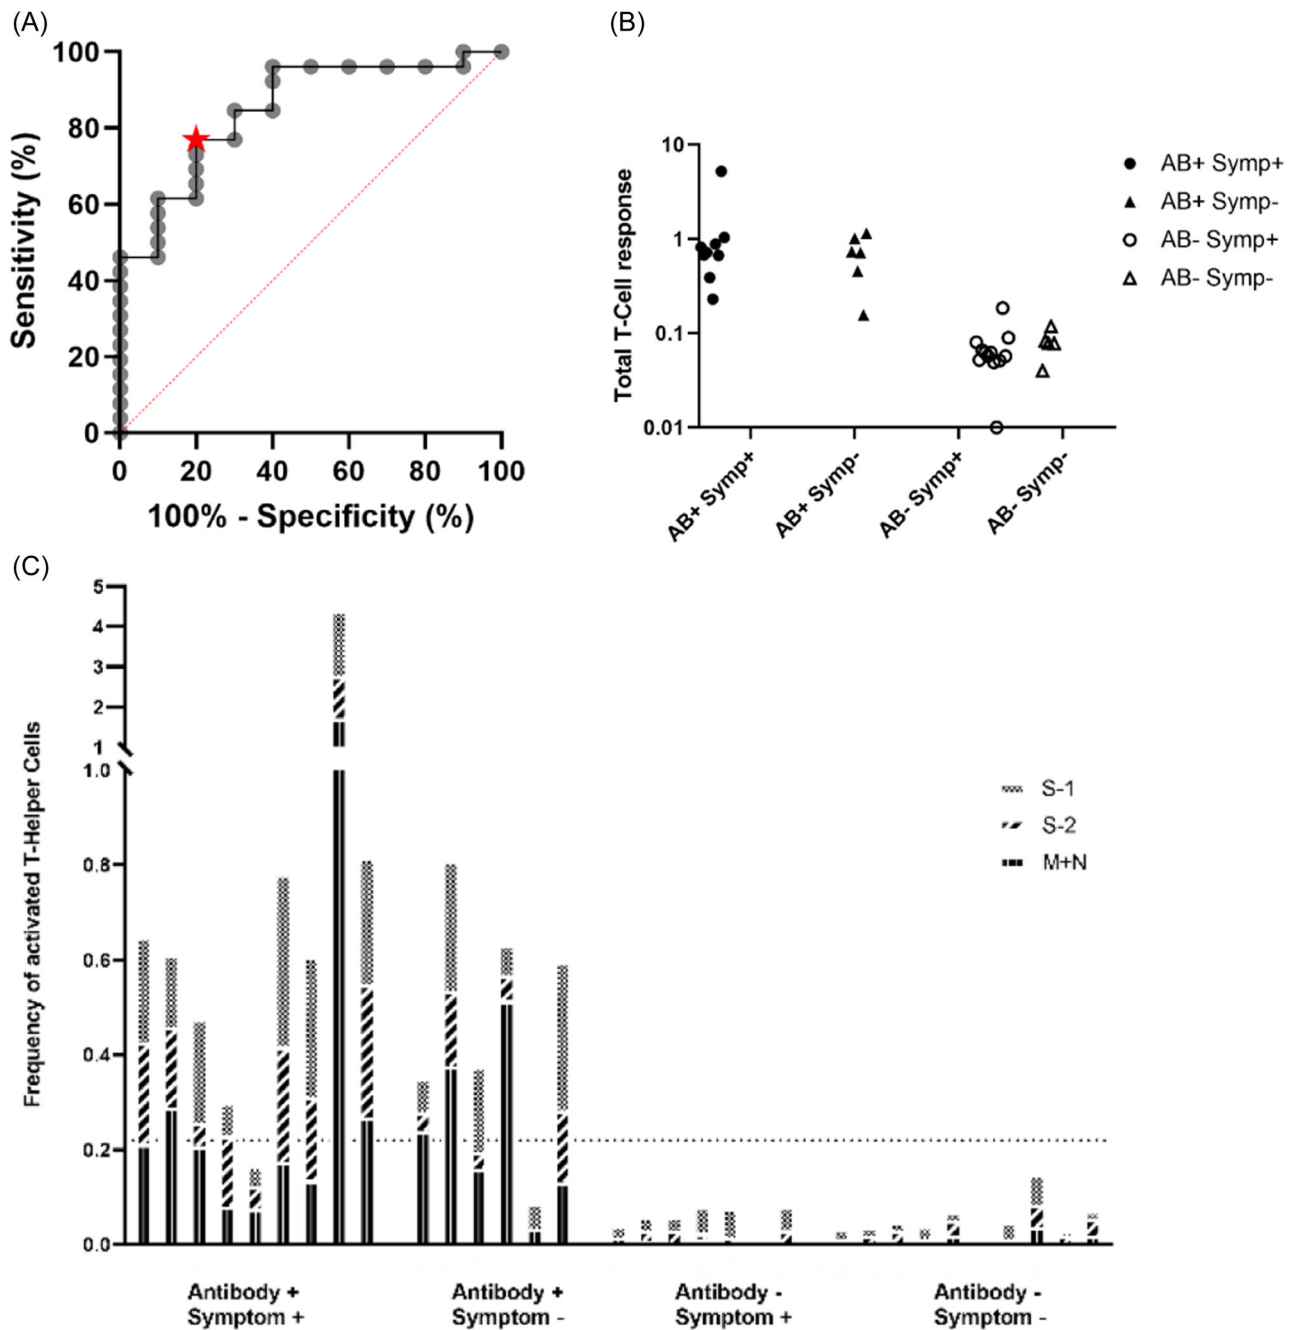 (A)
100
80
60
40
20
0
Sensitivity (%)
0 20 40 60 80 100
100% - Specificity (%)
(B)
10
1
0.1
0.01
Total T-Cell response
AB+ Symp+
AB+ Symp-
AB- Symp+
AB- Symp-
AB+ Symp+
AB+ Symp-
AB- Symp+
AB- Symp-
(C)
5
4
3
2
1
1.0
0.8
0.6
0.4
0.2
0.0
Frequency of activated T-Helper Cells
S-1
S-2
M+N
Antibody +
Symptom +
Antibody +
Symptom -
Antibody -
Symptom +
Antibody -
Symptom -